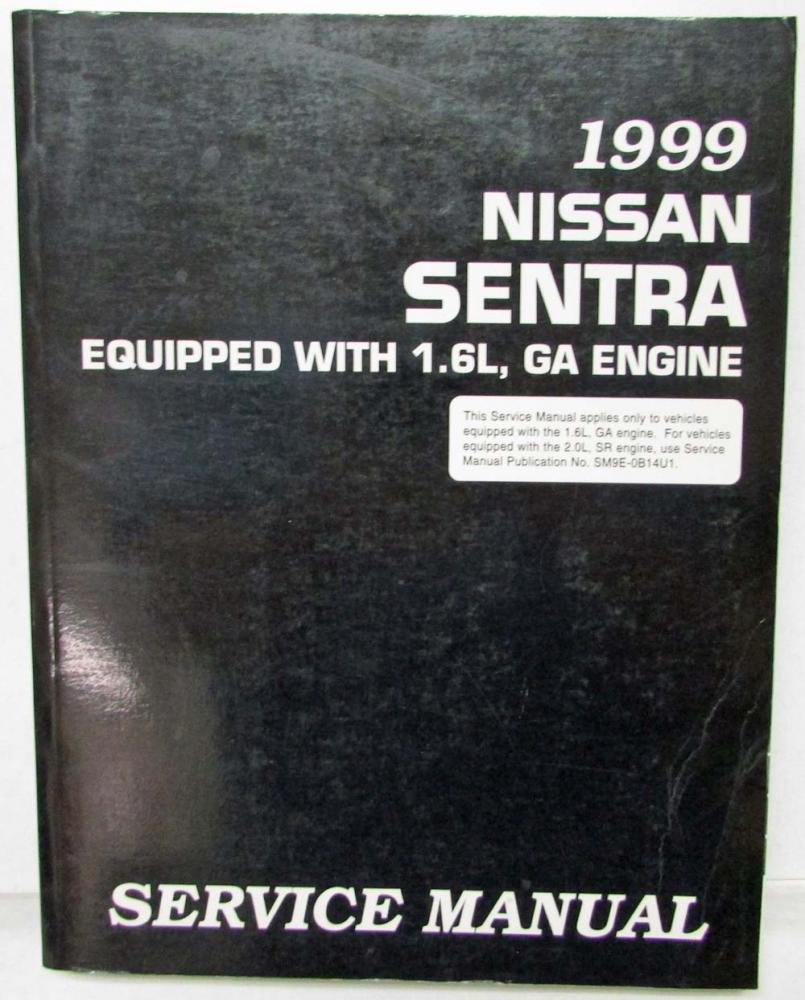 1999
NISSAN
SENTRA
EQUIPPED WITH 1.6L, GA ENGINE
This Service Manual applies only to vehicles
equipped with the 1.6L, GA engine. For vehicles
equipped with the 2.0L, SR engine, use Service
Manual Publication No. SM9E-0B14U1.
SERVICE MANUAL